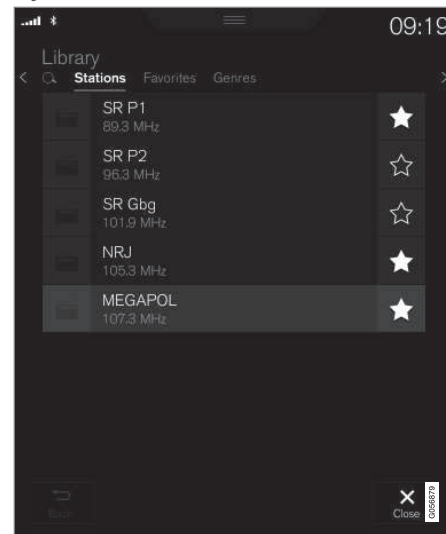 09:19
Library
Stations Favorites Genres
SR P1
89.3 MHz
SR P2
96.3 MHz
SR Gbg
101.9 MHz
NRJ
105.3 MHz
MEGAPOL
107.3 MHz
Back
Close
G056879